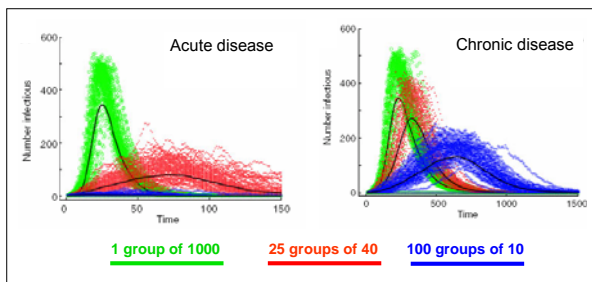 Acute disease
600
400
200
0
Number infectious
0 50 100 150
Time
Chronic disease
600
400
200
0
Number infectious
0 500 1000 1500
Time
1 group of 1000 25 groups of 40 100 groups of 10